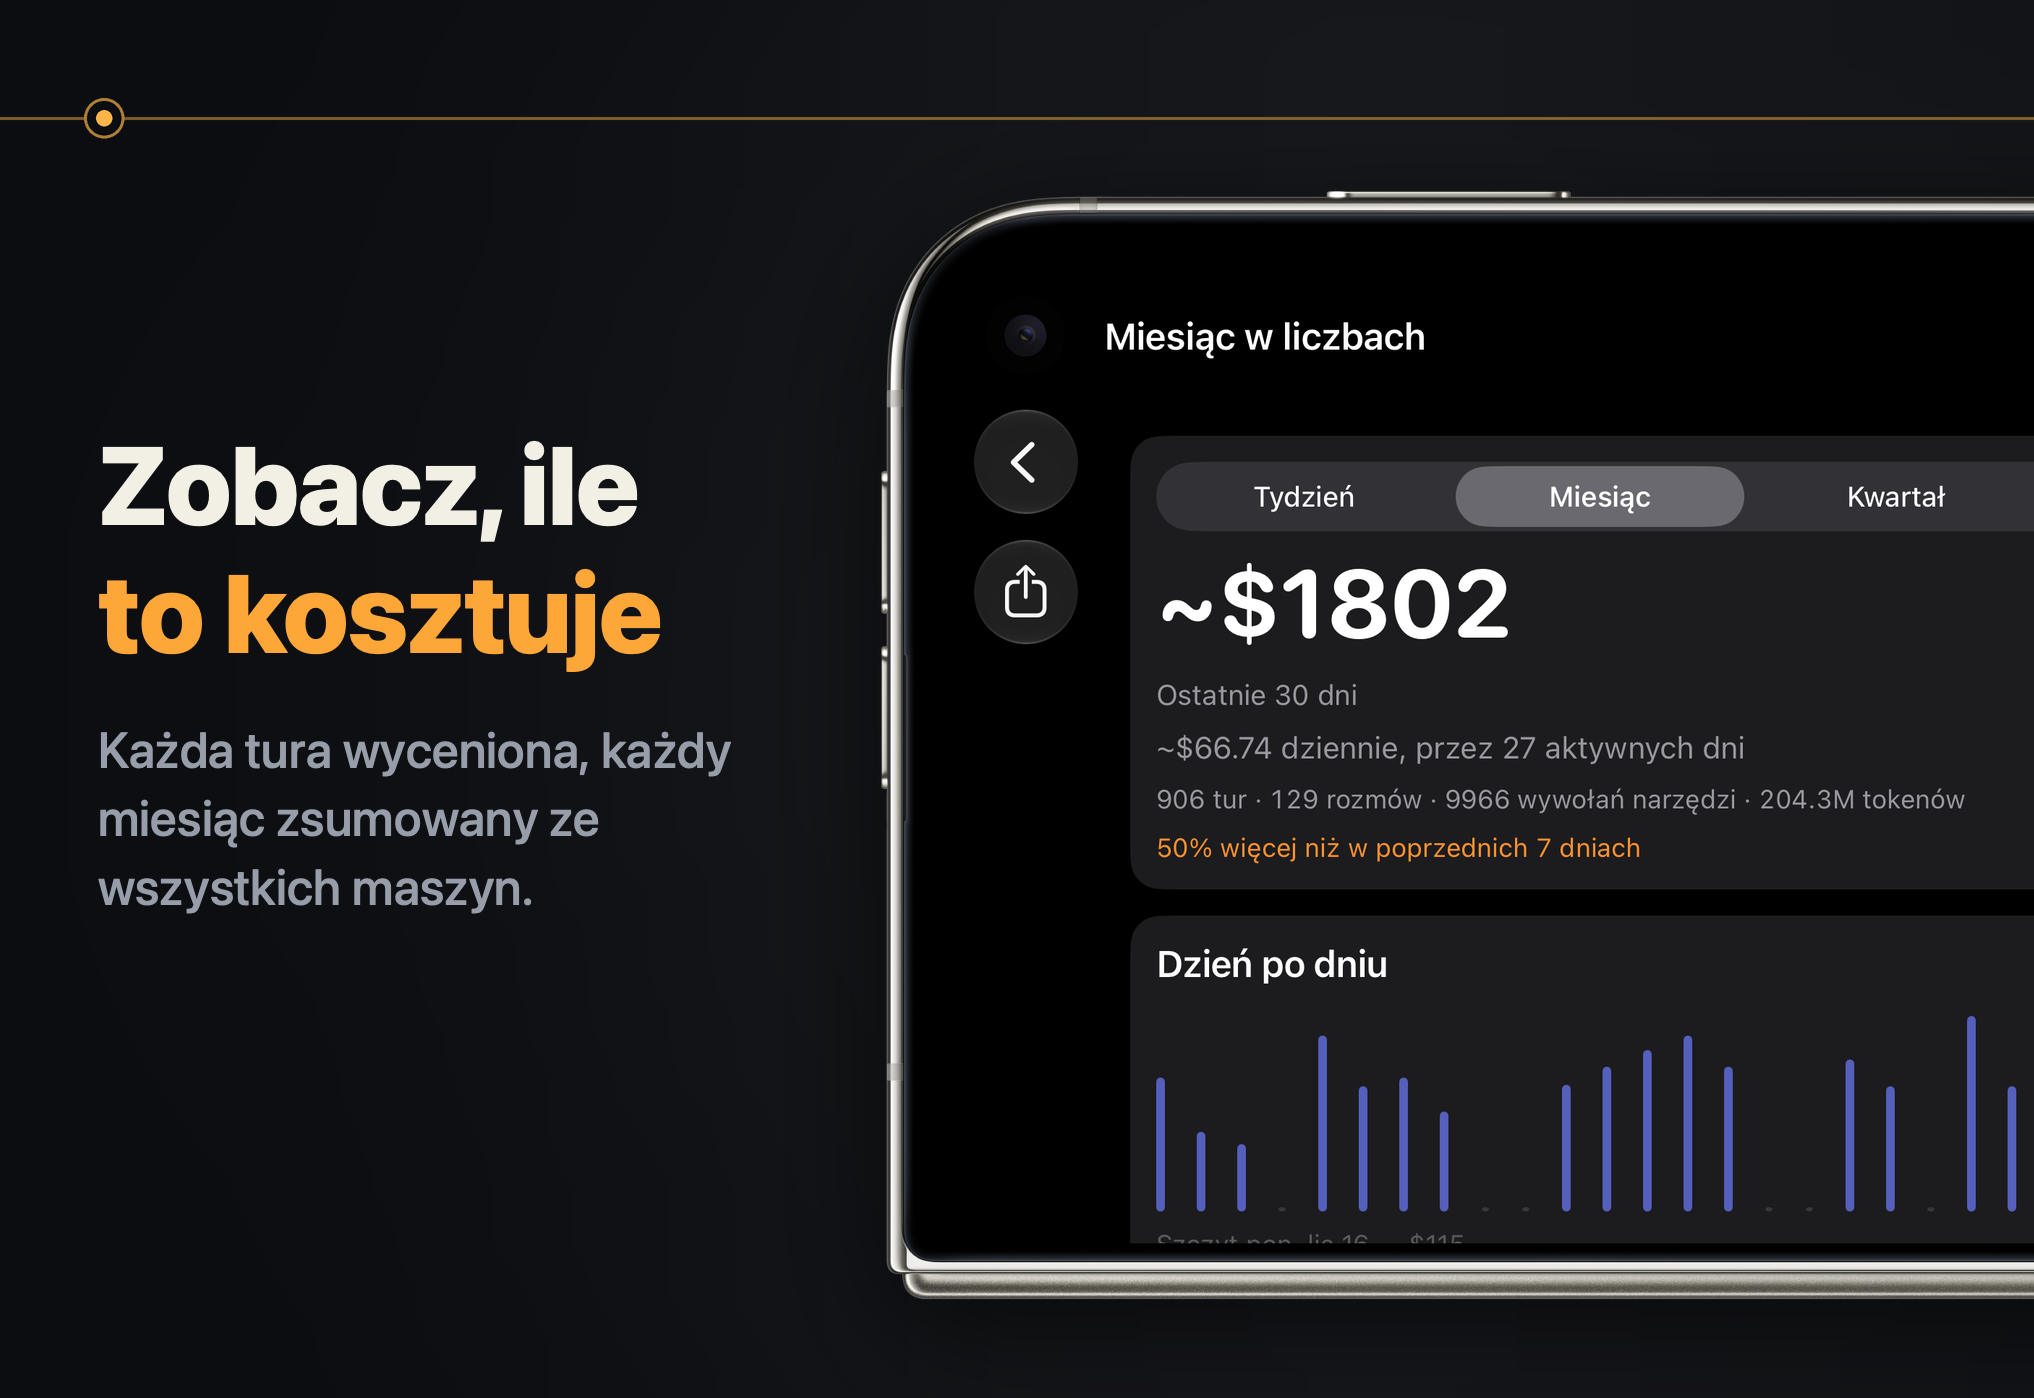 Zobacz, ile
to kosztuje
Każda tura wyceniona, każdy
miesiąc zsumowany ze
wszystkich maszyn.
Miesiąc w liczbach
Tydzień
Miesiąc
Kwartał
~$1802
Ostatnie 30 dni
~$66.74 dziennie, przez 27 aktywnych dni
906 tur · 129 rozmów · 9966 wywołań narzędzi · 204.3M tokenów
50% więcej niż w poprzednich 7 dniach
Dzień po dniu